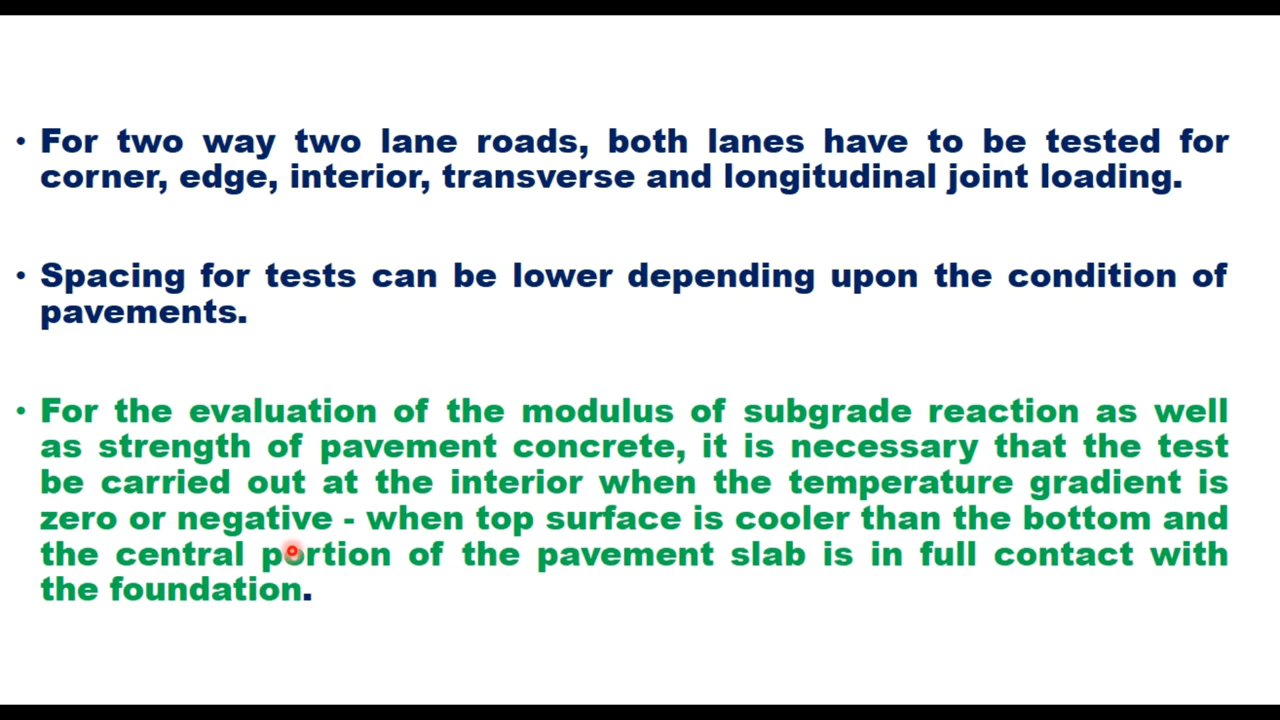 • For two way two lane roads, both lanes have to be tested for
corner, edge, interior, transverse and longitudinal joint loading.
• Spacing for tests can be lower depending upon the condition of
pavements.
• For the evaluation of the modulus of subgrade reaction as well
as strength of pavement concrete, it is necessary that the test
be carried out at the interior when the temperature gradient is
zero or negative - when top surface is cooler than the bottom and
the central portion of the pavement slab is in full contact with
the foundation.